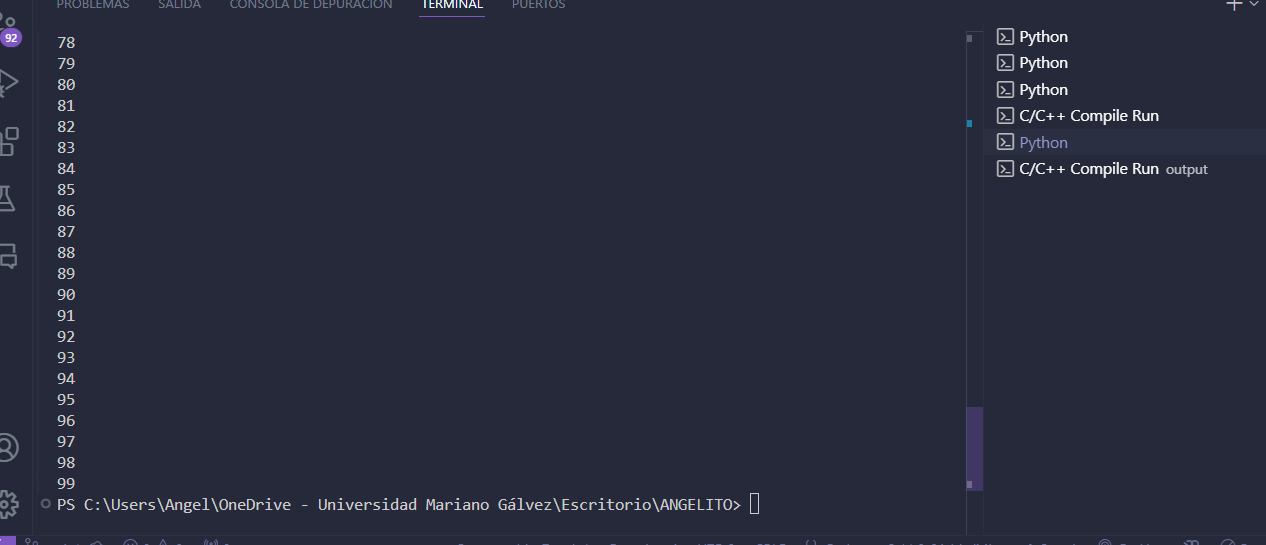 PROBLEMAS SALIDA CONSOLA DE DEPURACIÓN TERMINAL PUERTOS
92
78
79
80
81
82
83
84
85
86
87
88
89
90
91
92
93
94
95
96
97
98
99
PS C:\Users\Angel\OneDrive - Universidad Mariano Gálvez\Escritorio\ANGELITO>
Python
Python
Python
C/C++ Compile Run
Python
C/C++ Compile Run output